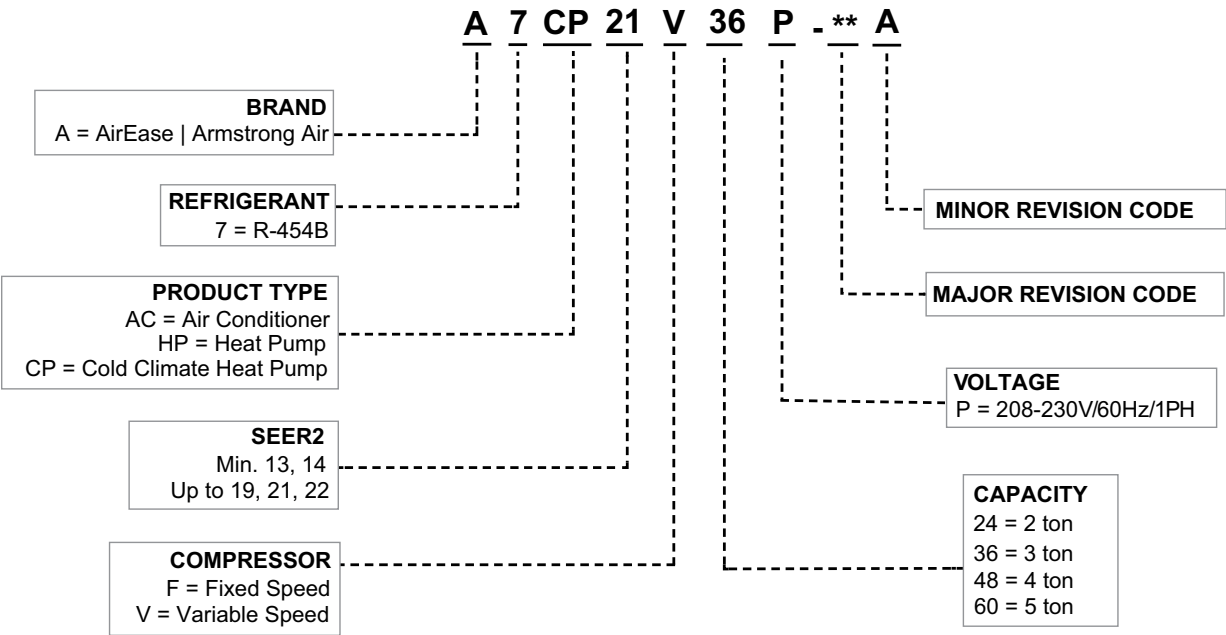 A 7 CP 21 V 36 P - ** A
BRAND
A = AirEase | Armstrong Air
REFRIGERANT
7 = R-454B
PRODUCT TYPE
AC = Air Conditioner
HP = Heat Pump
CP = Cold Climate Heat Pump
SEER2
Min. 13, 14
Up to 19, 21, 22
COMPRESSOR
F = Fixed Speed
V = Variable Speed
MINOR REVISION CODE
MAJOR REVISION CODE
VOLTAGE
P = 208-230V/60Hz/1PH
CAPACITY
24 = 2 ton
36 = 3 ton
48 = 4 ton
60 = 5 ton